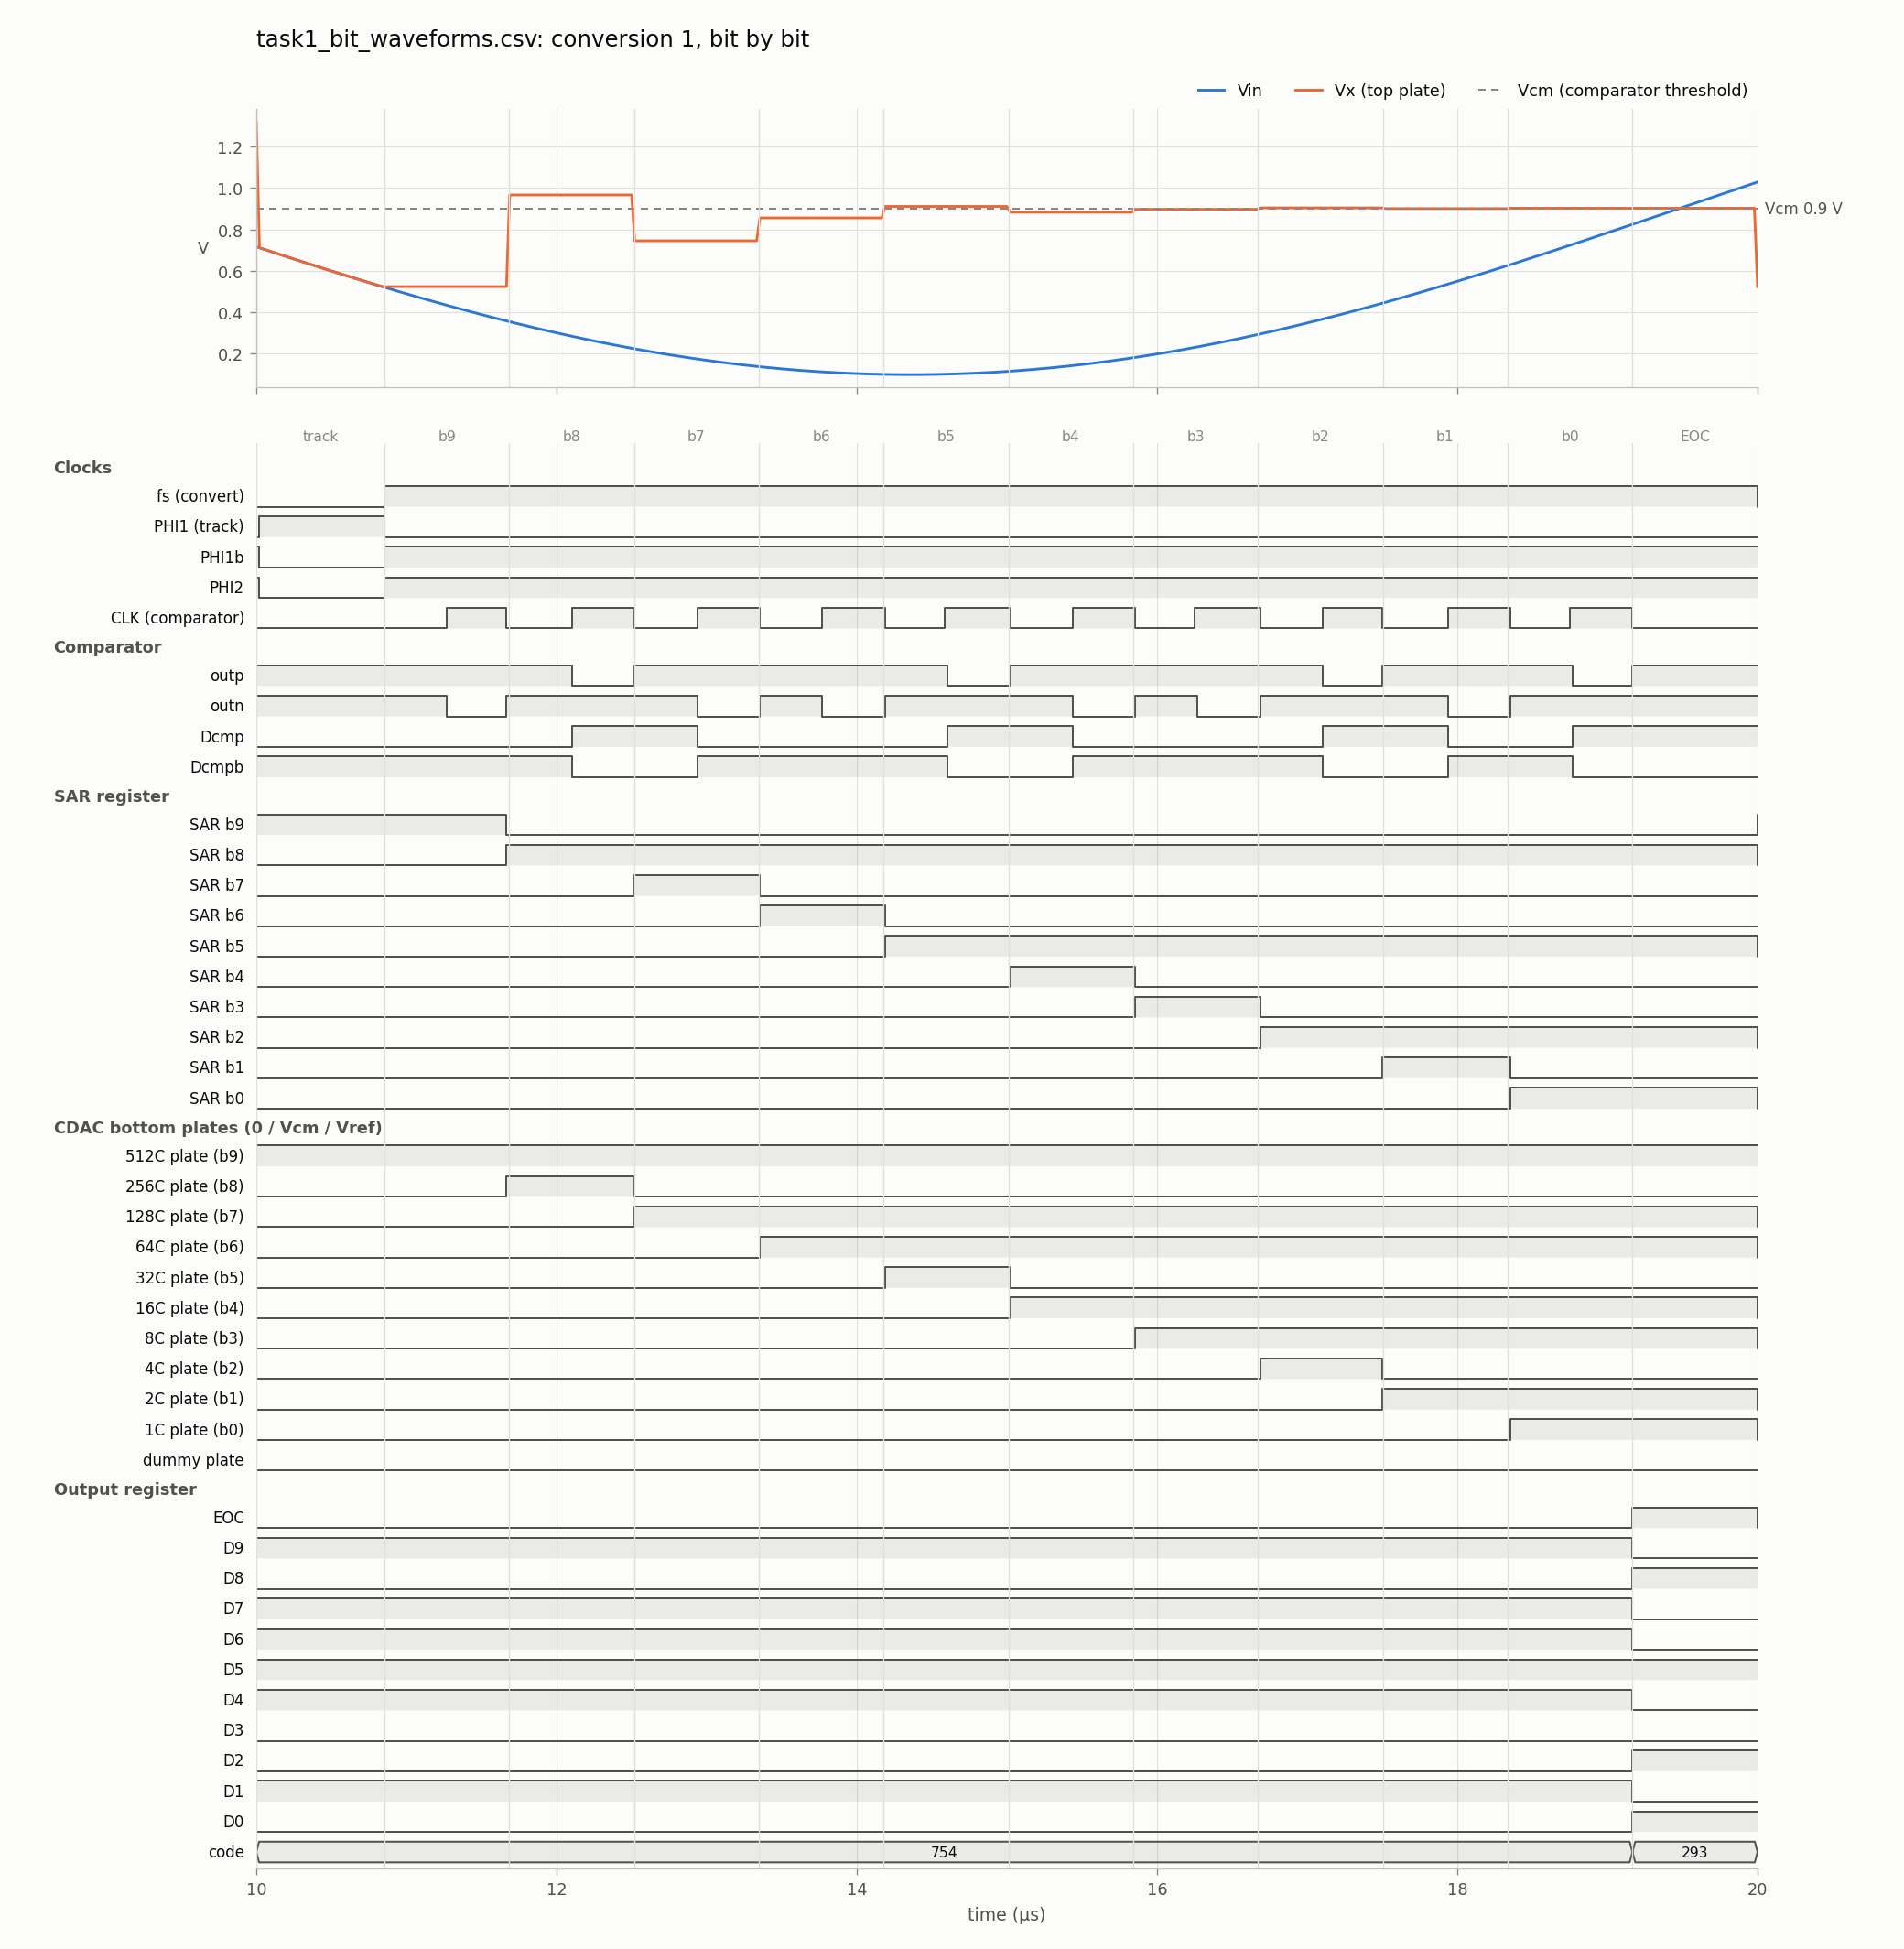 task1_bit_waveforms.csv: conversion 1, bit by bit
Vin
Vx (top plate)
Vcm (comparator threshold)
1.2
1.0
0.8
0.6
0.4
0.2
V
Vcm 0.9 V
track b9 b8 b7 b6 b5 b4 b3 b2 b1 b0 EOC
Clocks
fs (convert)
PHI1 (track)
PHI1b
PHI2
CLK (comparator)
Comparator
outp
outn
Dcmp
Dcmpb
SAR register
SAR b9
SAR b8
SAR b7
SAR b6
SAR b5
SAR b4
SAR b3
SAR b2
SAR b1
SAR b0
CDAC bottom plates (0 / Vcm / Vref)
512C plate (b9)
256C plate (b8)
128C plate (b7)
64C plate (b6)
32C plate (b5)
16C plate (b4)
8C plate (b3)
4C plate (b2)
2C plate (b1)
1C plate (b0)
dummy plate
Output register
EOC
D9
D8
D7
D6
D5
D4
D3
D2
D1
D0
code 754 293
10 12 14 16 18 20
time (µs)